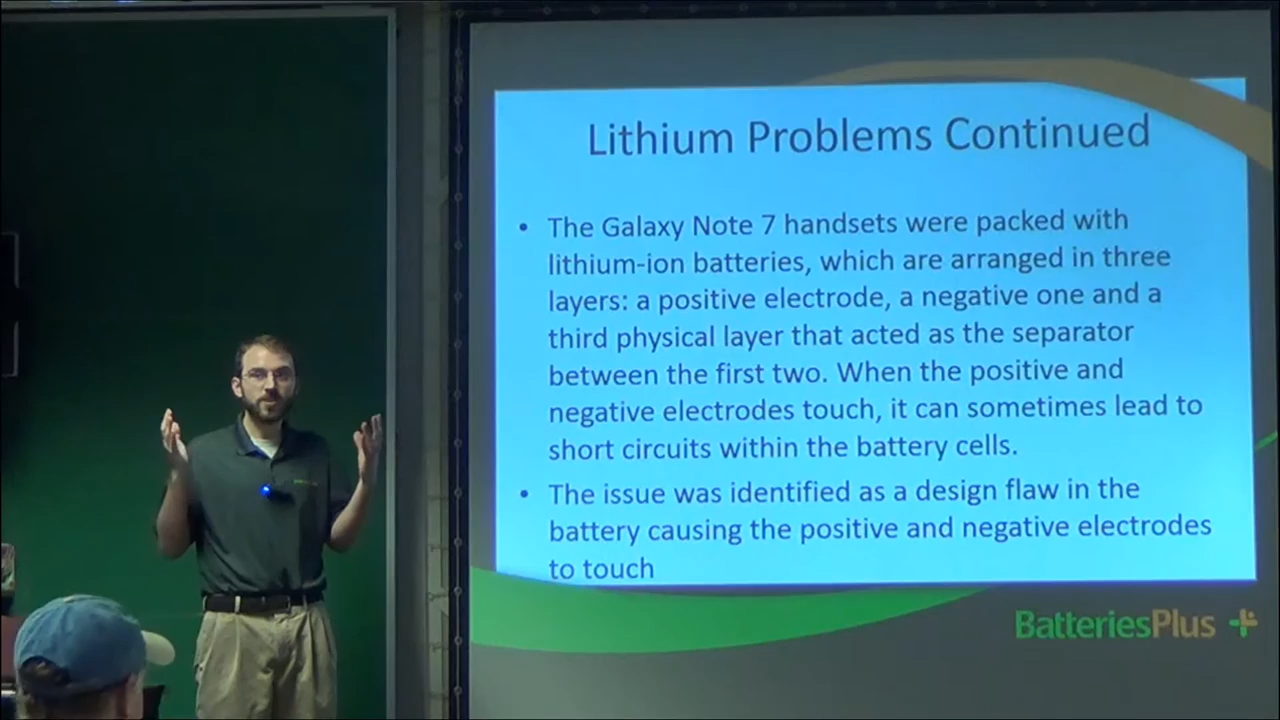 Lithium Problems Continued
• The Galaxy Note 7 handsets were packed with
lithium-ion batteries, which are arranged in three
layers: a positive electrode, a negative one and a
third physical layer that acted as the separator
between the first two. When the positive and
negative electrodes touch, it can sometimes lead to
short circuits within the battery cells.
• The issue was identified as a design flaw in the
battery causing the positive and negative electrodes
to touch
BatteriesPlus